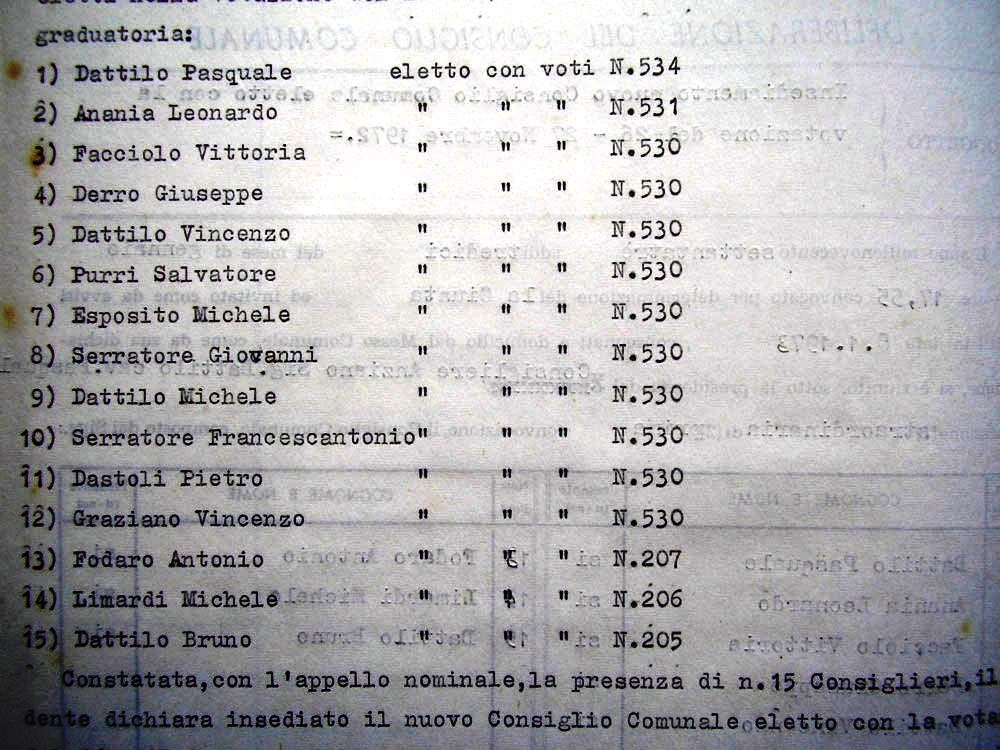 graduatoria:
1) Dattilo Pasquale eletto con voti N.534
2) Anania Leonardo " " " N.531
3) Facciolo Vittoria " " " N.530
4) Derro Giuseppe " " " N.530
5) Dattilo Vincenzo " " " N.530
6) Purri Salvatore " " " N.530
7) Esposito Michele " " " N.530
8) Serratore Giovanni " " " N.530
9) Dattilo Michele " " " N.530
10) Serratore Francescantonio" " " N.530
11) Dastoli Pietro " " " N.530
12) Graziano Vincenzo " " " N.530
13) Fodaro Antonio " " " N.207
14) Limardi Michele " " " N.206
15) Dattilo Bruno " " " N.205
Constatata,con l'appello nominale,la presenza di n.15 Consiglieri,il
dente dichiara insediato il nuovo Consiglio Comunale eletto con la vota